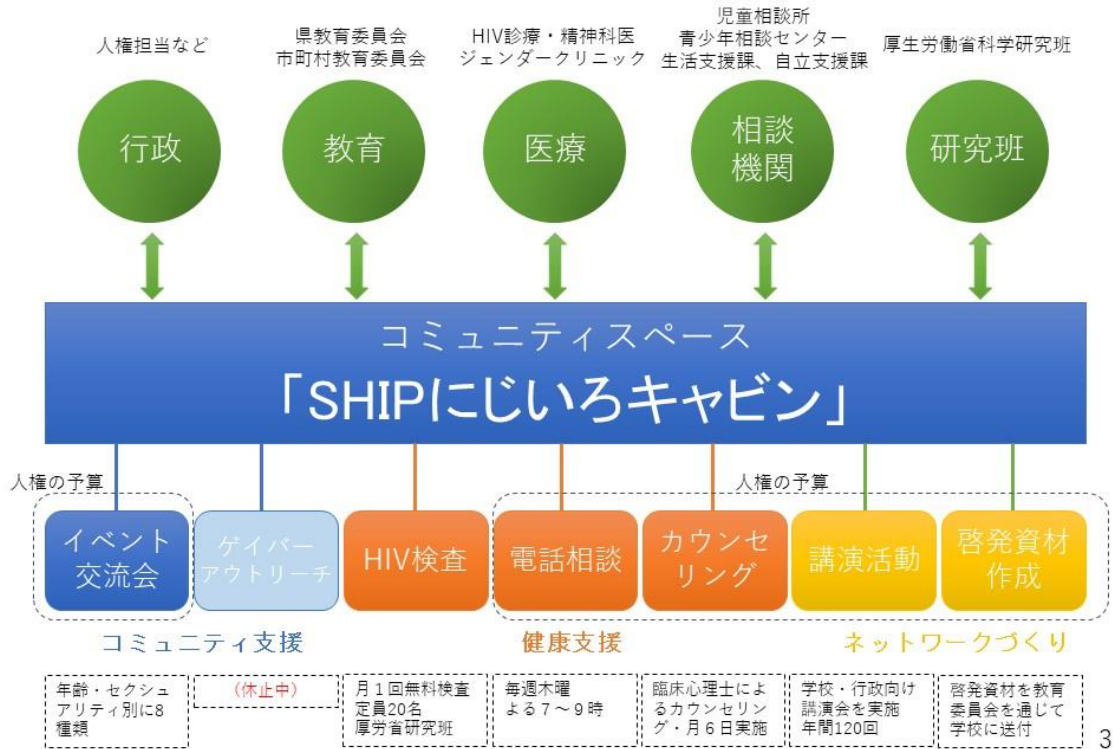 人権担当など
県教育委員会
市町村教育委員会
HIV診療・精神科医
ジェンダークリニック
児童相談所
青少年相談センター
生活支援課、自立支援課
厚生労働省科学研究班
行政
教育
医療
相談
機関
研究班
コミュニティスペース
「SHIPにじいろキャビン」
人権の予算
人権の予算
イベント
交流会
ゲイバー
アウトリーチ
HIV検査
電話相談
カウンセ
リング
講演活動
啓発資材
作成
コミュニティ支援
健康支援
ネットワークづくり
年齢・セクシュ
アリティ別に8
種類
(休止中)
月1回無料検査
定員20名
厚労省研究班
毎週木曜
よる7~9時
臨床心理士によ
るカウンセリン
グ・月6日実施
学校・行政向け
講演会を実施
年間120回
啓発資材を教育
委員会を通じて
学校に送付
3